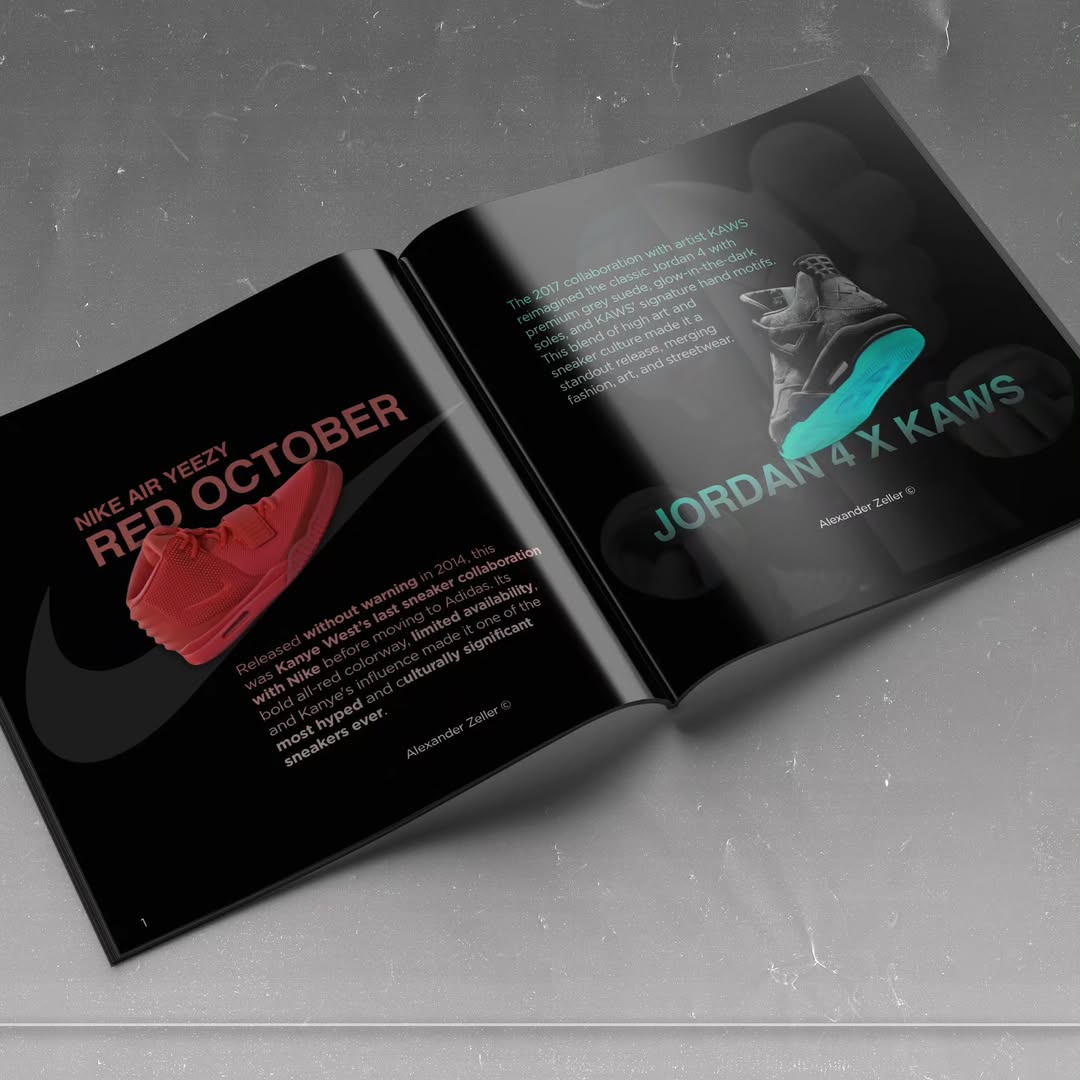 NIKE AIR YEEZY
RED OCTOBER
Released without warning in 2014, this
was Kanye West's last sneaker collaboration
with Nike before moving to Adidas. Its
bold all-red colorway, limited availability,
and Kanye's influence made it one of the
most hyped and culturally significant
sneakers ever.
Alexander Zeller ©
1
The 2017 collaboration with artist KAWS
reimagined the classic Jordan 4 with
premium grey suede, glow-in-the-dark
soles, and KAWS' signature hand motifs.
This blend of high art and
sneaker culture made it a
standout release, merging
fashion, art, and streetwear.
JORDAN 4 X KAWS
Alexander Zeller ©